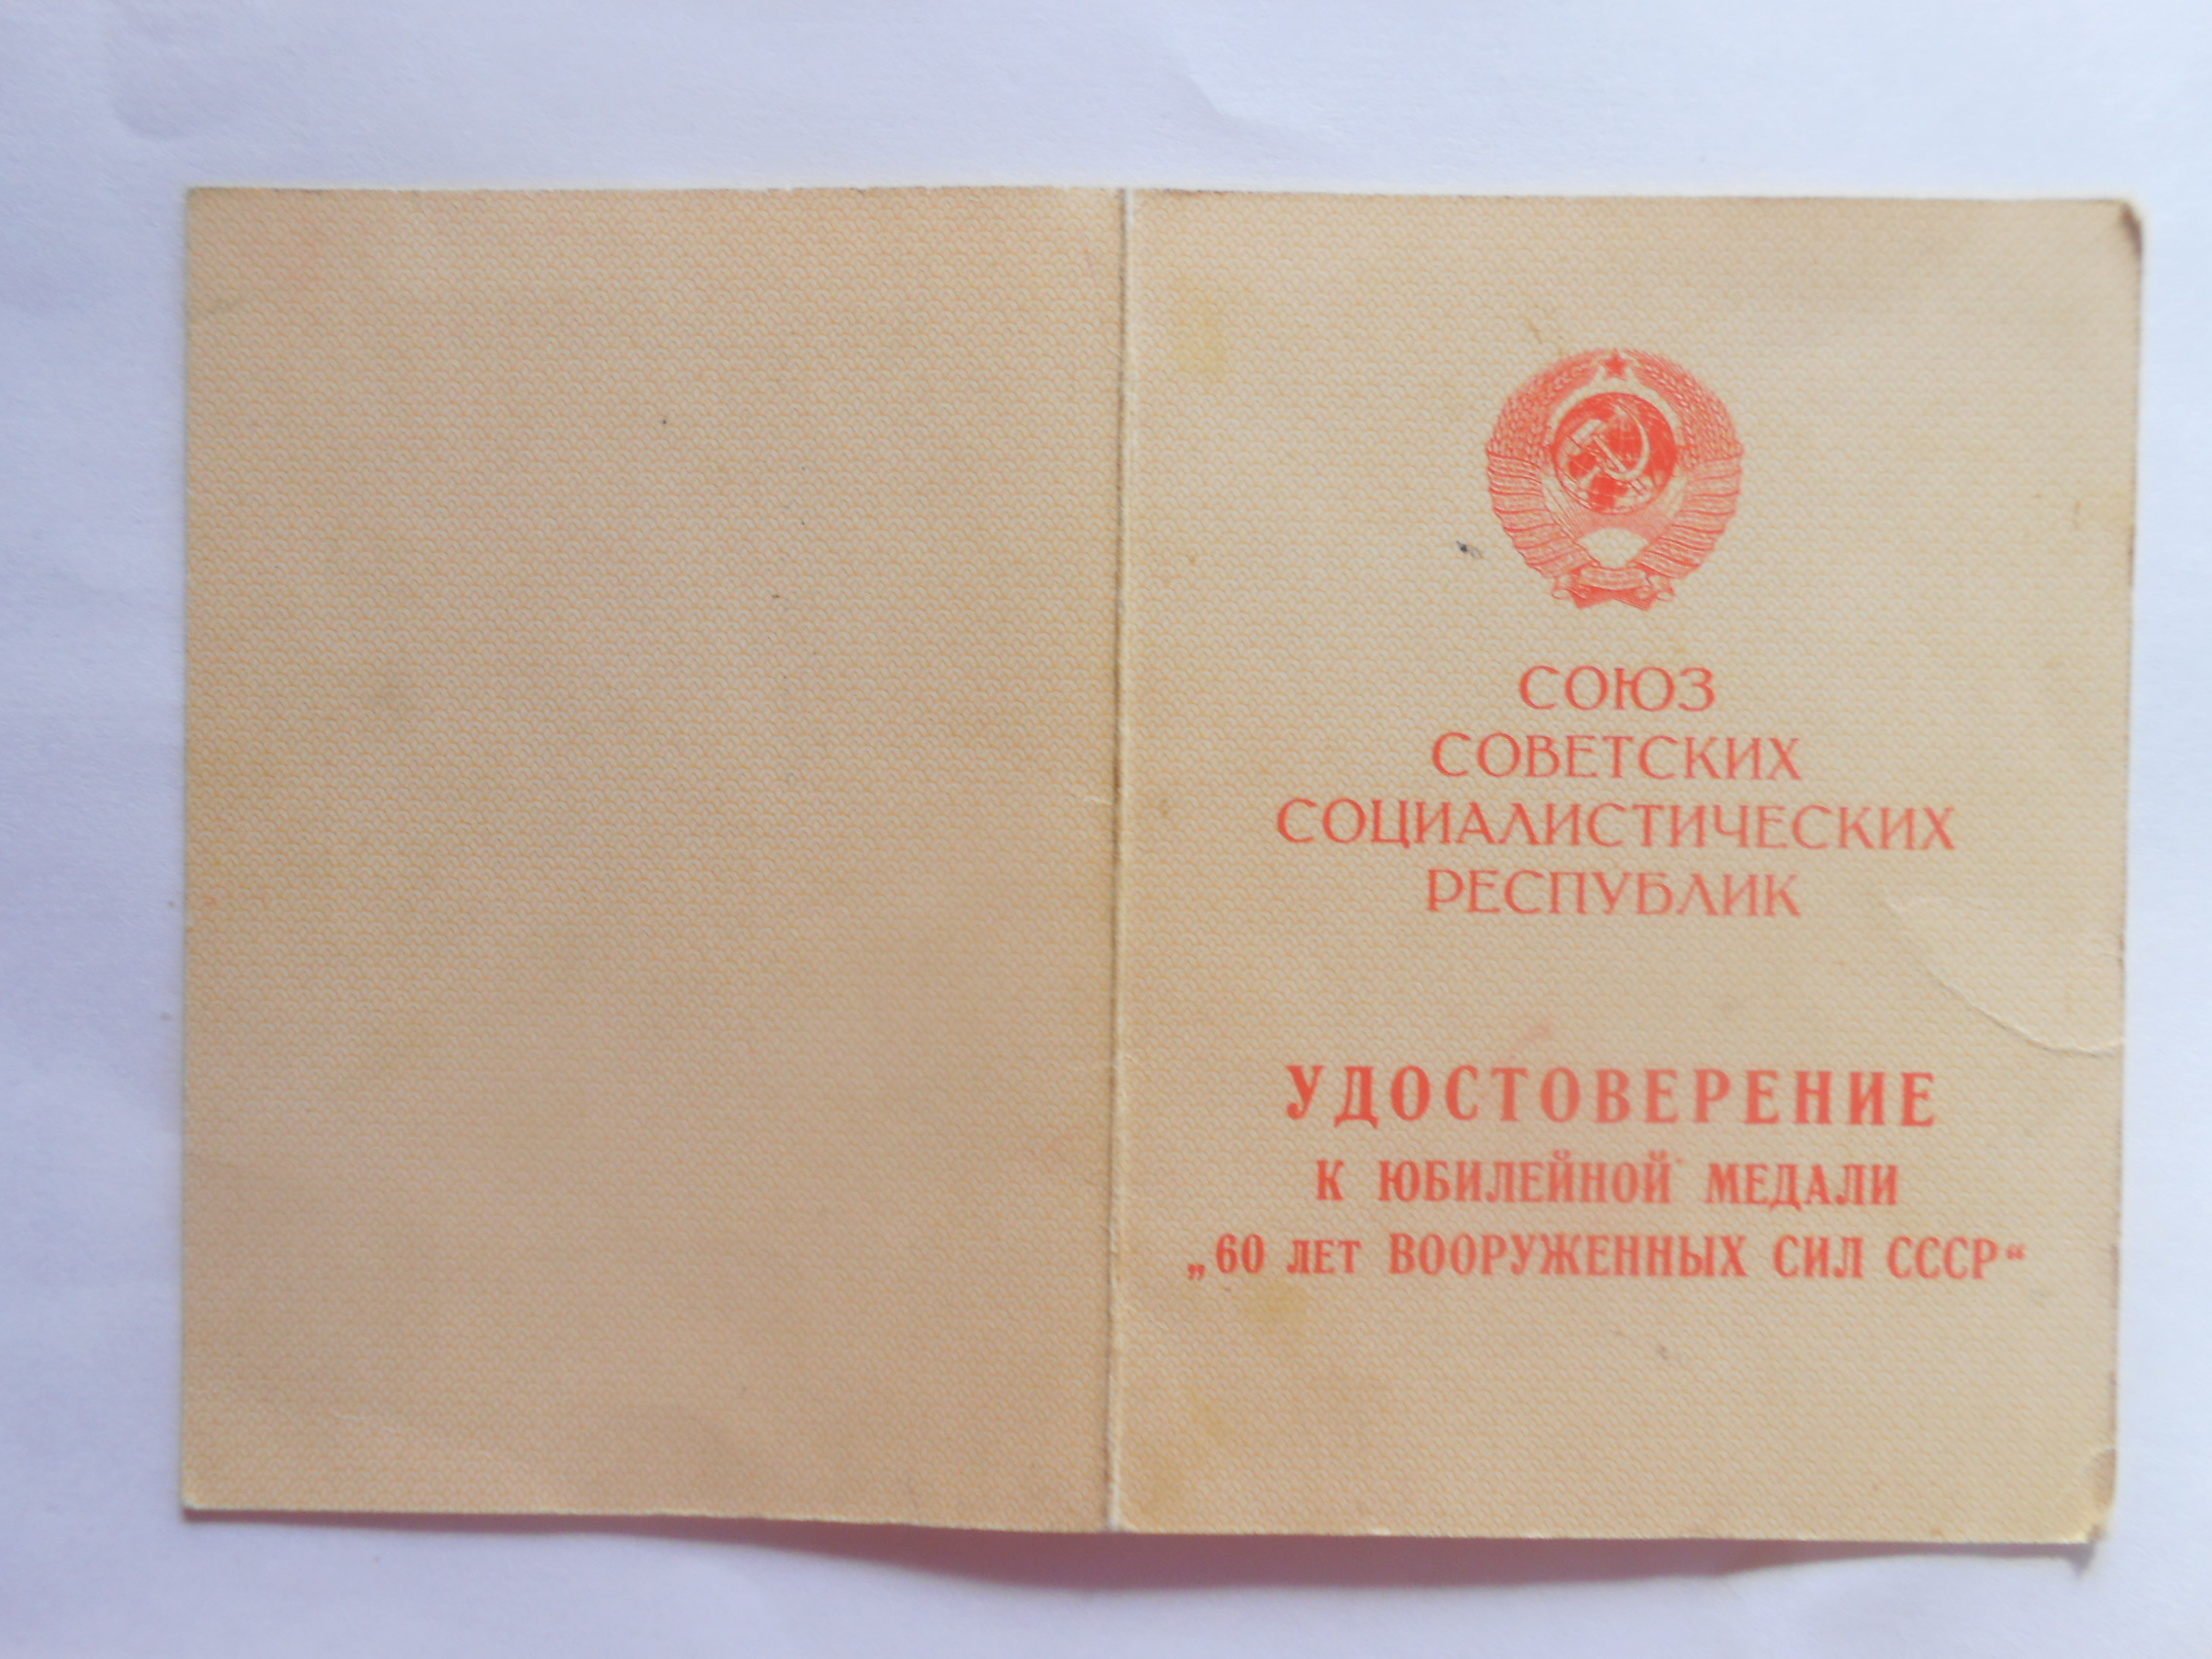 СОЮЗ
СОВЕТСКИХ
СОЦИАЛИСТИЧЕСКИХ
РЕСПУБЛИК
УДОСТОВЕРЕНИЕ
К ЮБИЛЕЙНОЙ МЕДАЛИ
„60 ЛЕТ ВООРУЖЕННЫХ СИЛ СССР“